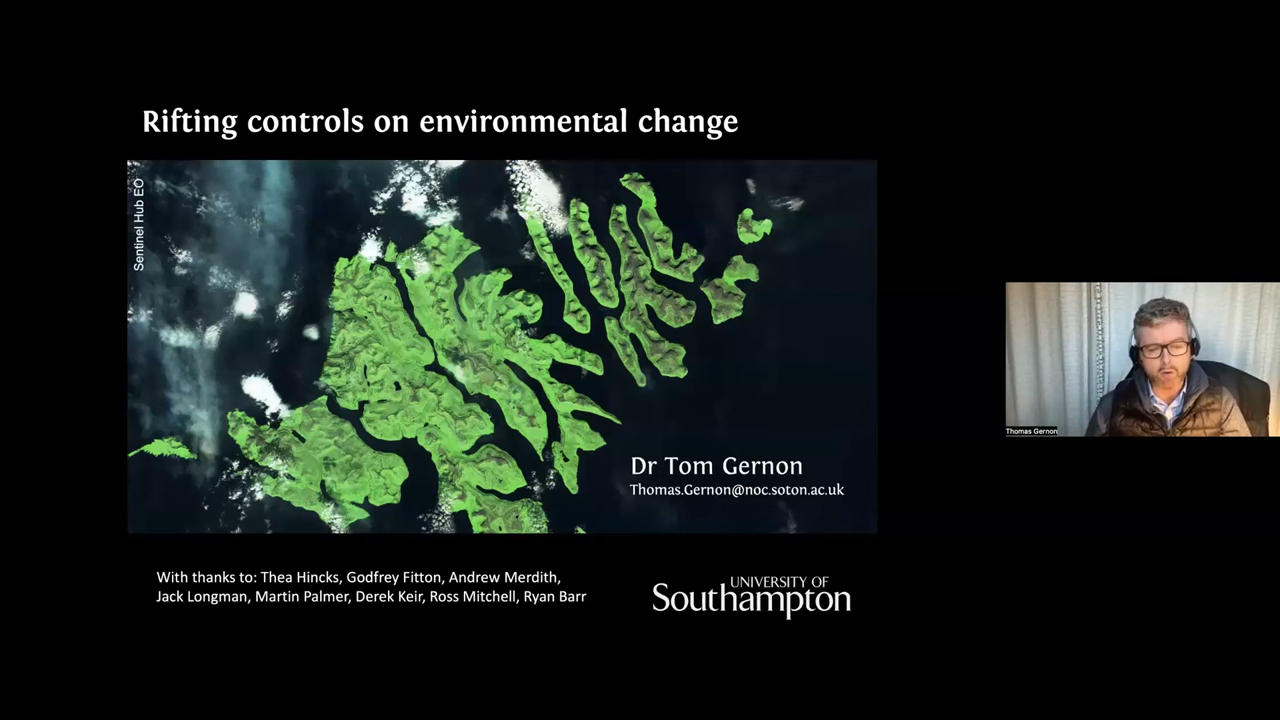 Rifting controls on environmental change
Sentinel Hub EO
Dr Tom Gernon
Thomas.Gernon@noc.soton.ac.uk
With thanks to: Thea Hincks, Godfrey Fitton, Andrew Merdith,
Jack Longman, Martin Palmer, Derek Keir, Ross Mitchell, Ryan Barr
UNIVERSITY OF
Southampton
Thomas Gernon